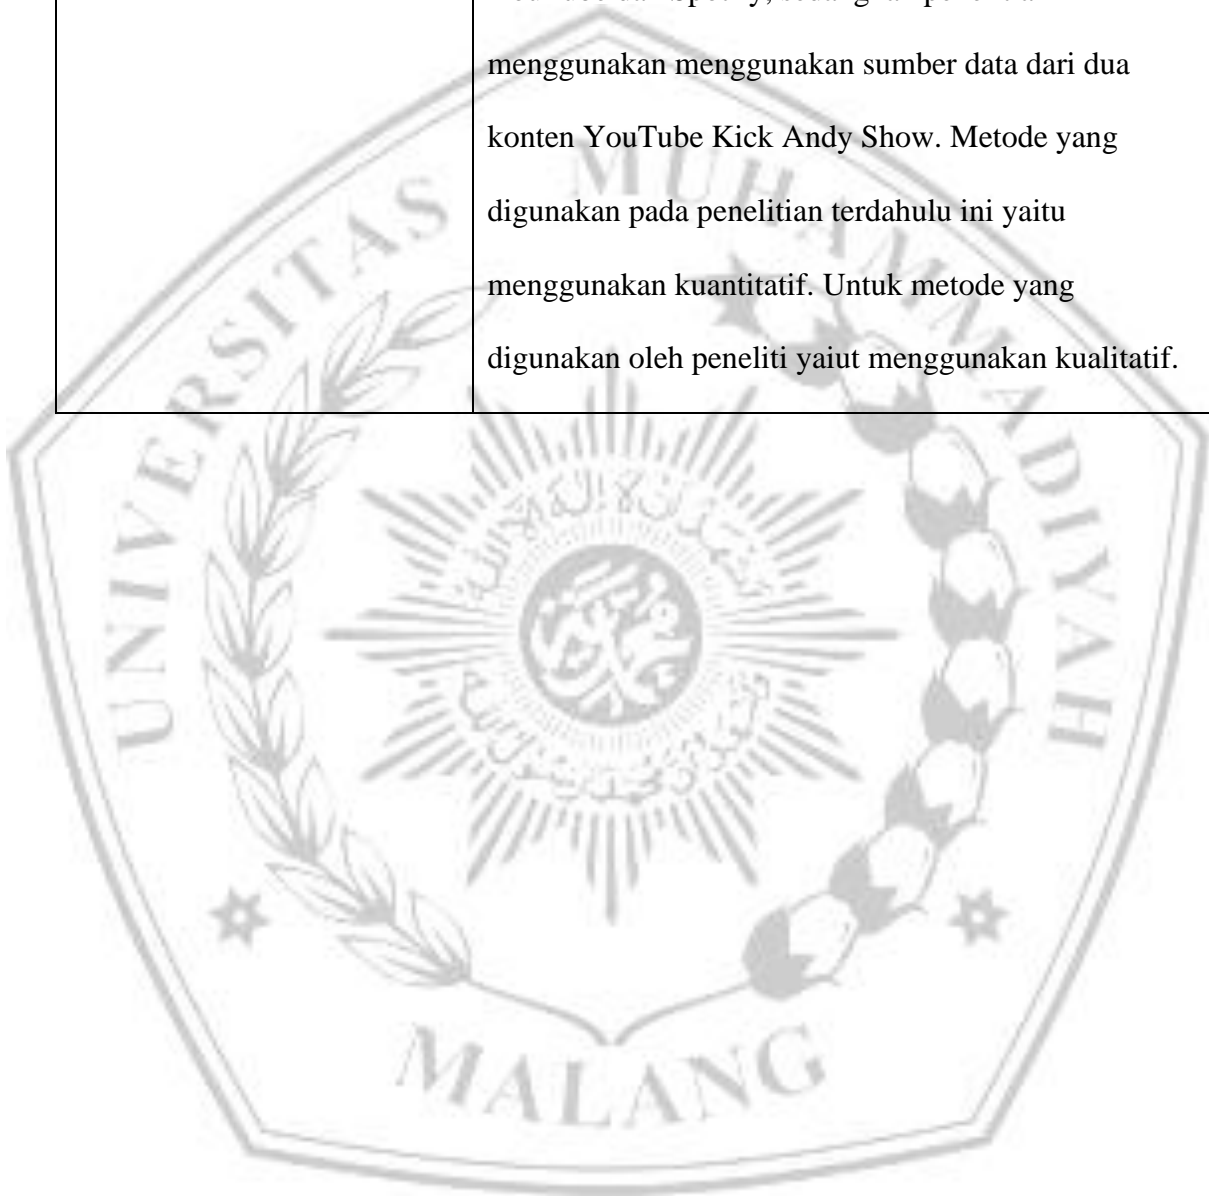 menggunakan menggunakan sumber data dari dua
konten YouTube Kick Andy Show. Metode yang
digunakan pada penelitian terdahulu ini yaitu
menggunakan kuantitatif. Untuk metode yang
digunakan oleh peneliti yaiut menggunakan kualitatif.
UNIVERSITAS MUHAMMADIYAH
MALANG